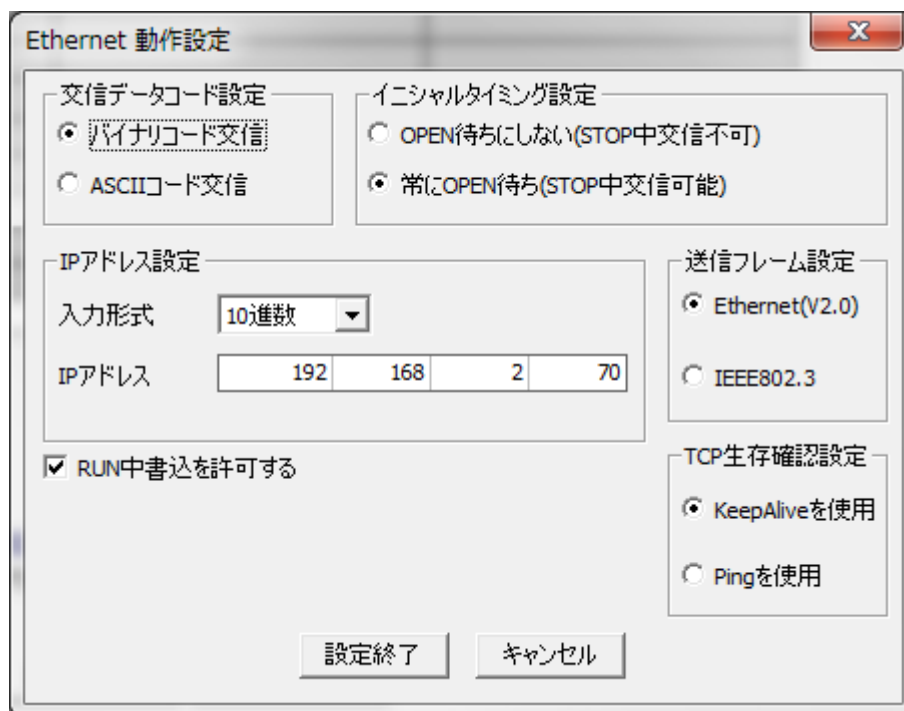 Ethernet 動作設定
交信データコード設定
バイナリコード交信
ASCIIコード交信
イニシャルタイミング設定
OPEN待ちにしない(STOP中交信不可)
常にOPEN待ち(STOP中交信可能)
IPアドレス設定
入力形式 10進数
IPアドレス 192 168 2 70
送信フレーム設定
Ethernet(V2.0)
IEEE802.3
RUN中書込を許可する
TCP生存確認設定
KeepAliveを使用
Pingを使用
設定終了 キャンセル